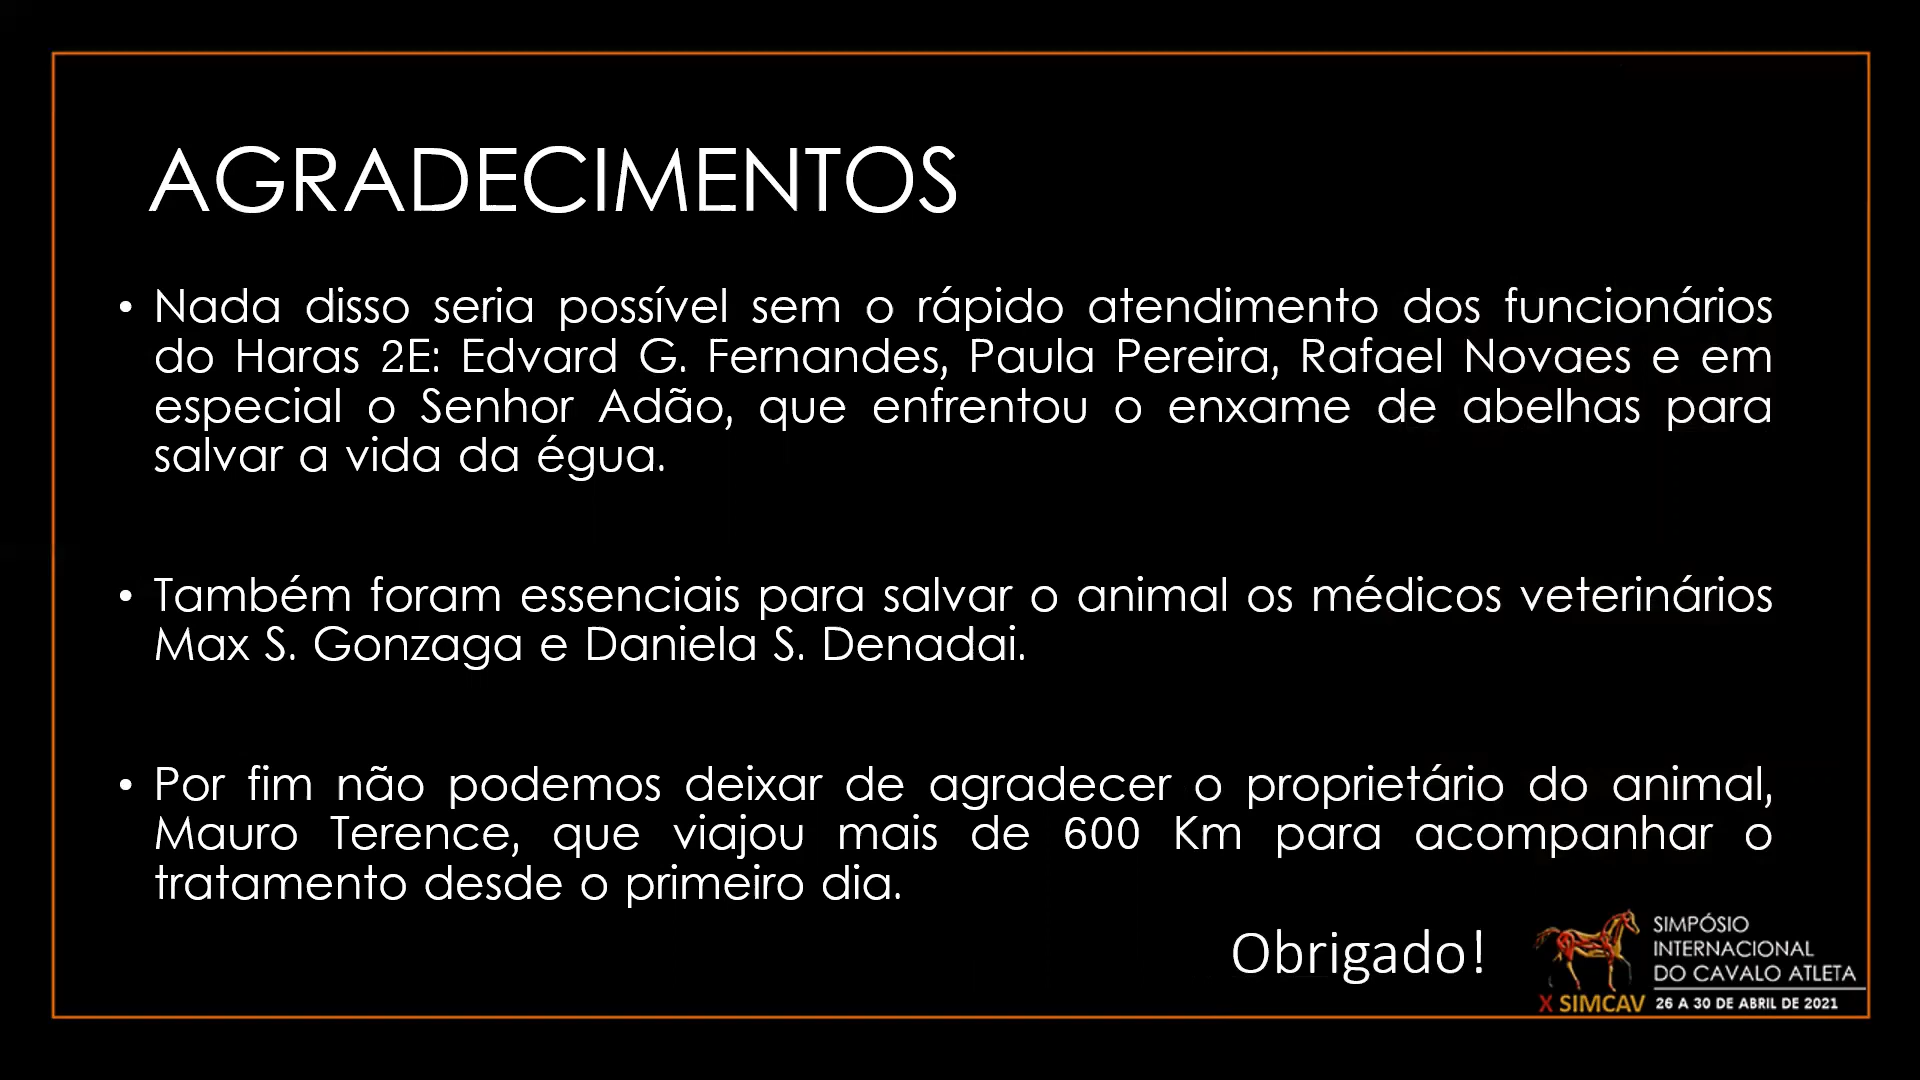 AGRADECIMENTOS
• Nada disso seria possível sem o rápido atendimento dos funcionários
do Haras 2E: Edvard G. Fernandes, Paula Pereira, Rafael Novaes e em
especial o Senhor Adão, que enfrentou o enxame de abelhas para
salvar a vida da égua.
• Também foram essenciais para salvar o animal os médicos veterinários
Max S. Gonzaga e Daniela S. Denadai.
• Por fim não podemos deixar de agradecer o proprietário do animal,
Mauro Terence, que viajou mais de 600 Km para acompanhar o
tratamento desde o primeiro dia.
Obrigado!
SIMPÓSIO
INTERNACIONAL
DO CAVALO ATLETA
X SIMCAV 26 A 30 DE ABRIL DE 2021